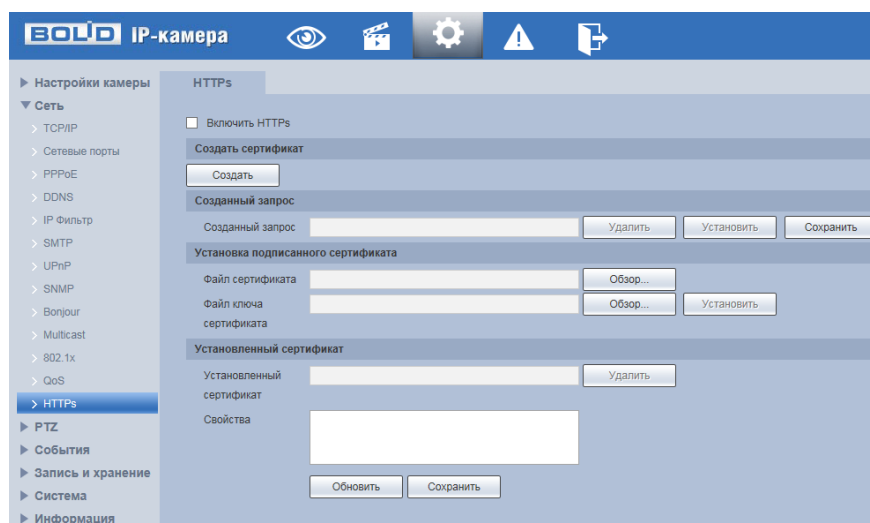 BOLID IP-камера
Настройки камеры
Сеть
TCP/IP
Сетевые порты
PPPoE
DDNS
IP Фильтр
SMTP
UPnP
SNMP
Bonjour
Multicast
802.1x
QoS
HTTPs
PTZ
События
Запись и хранение
Система
Информация
HTTPs
Включить HTTPs
Создать сертификат
Создать
Созданный запрос
Созданный запрос Удалить Установить Сохранить
Установка подписанного сертификата
Файл сертификата Обзор...
Файл ключа сертификата Обзор... Установить
Установленный сертификат
Установленный сертификат Удалить
Свойства
Обновить Сохранить